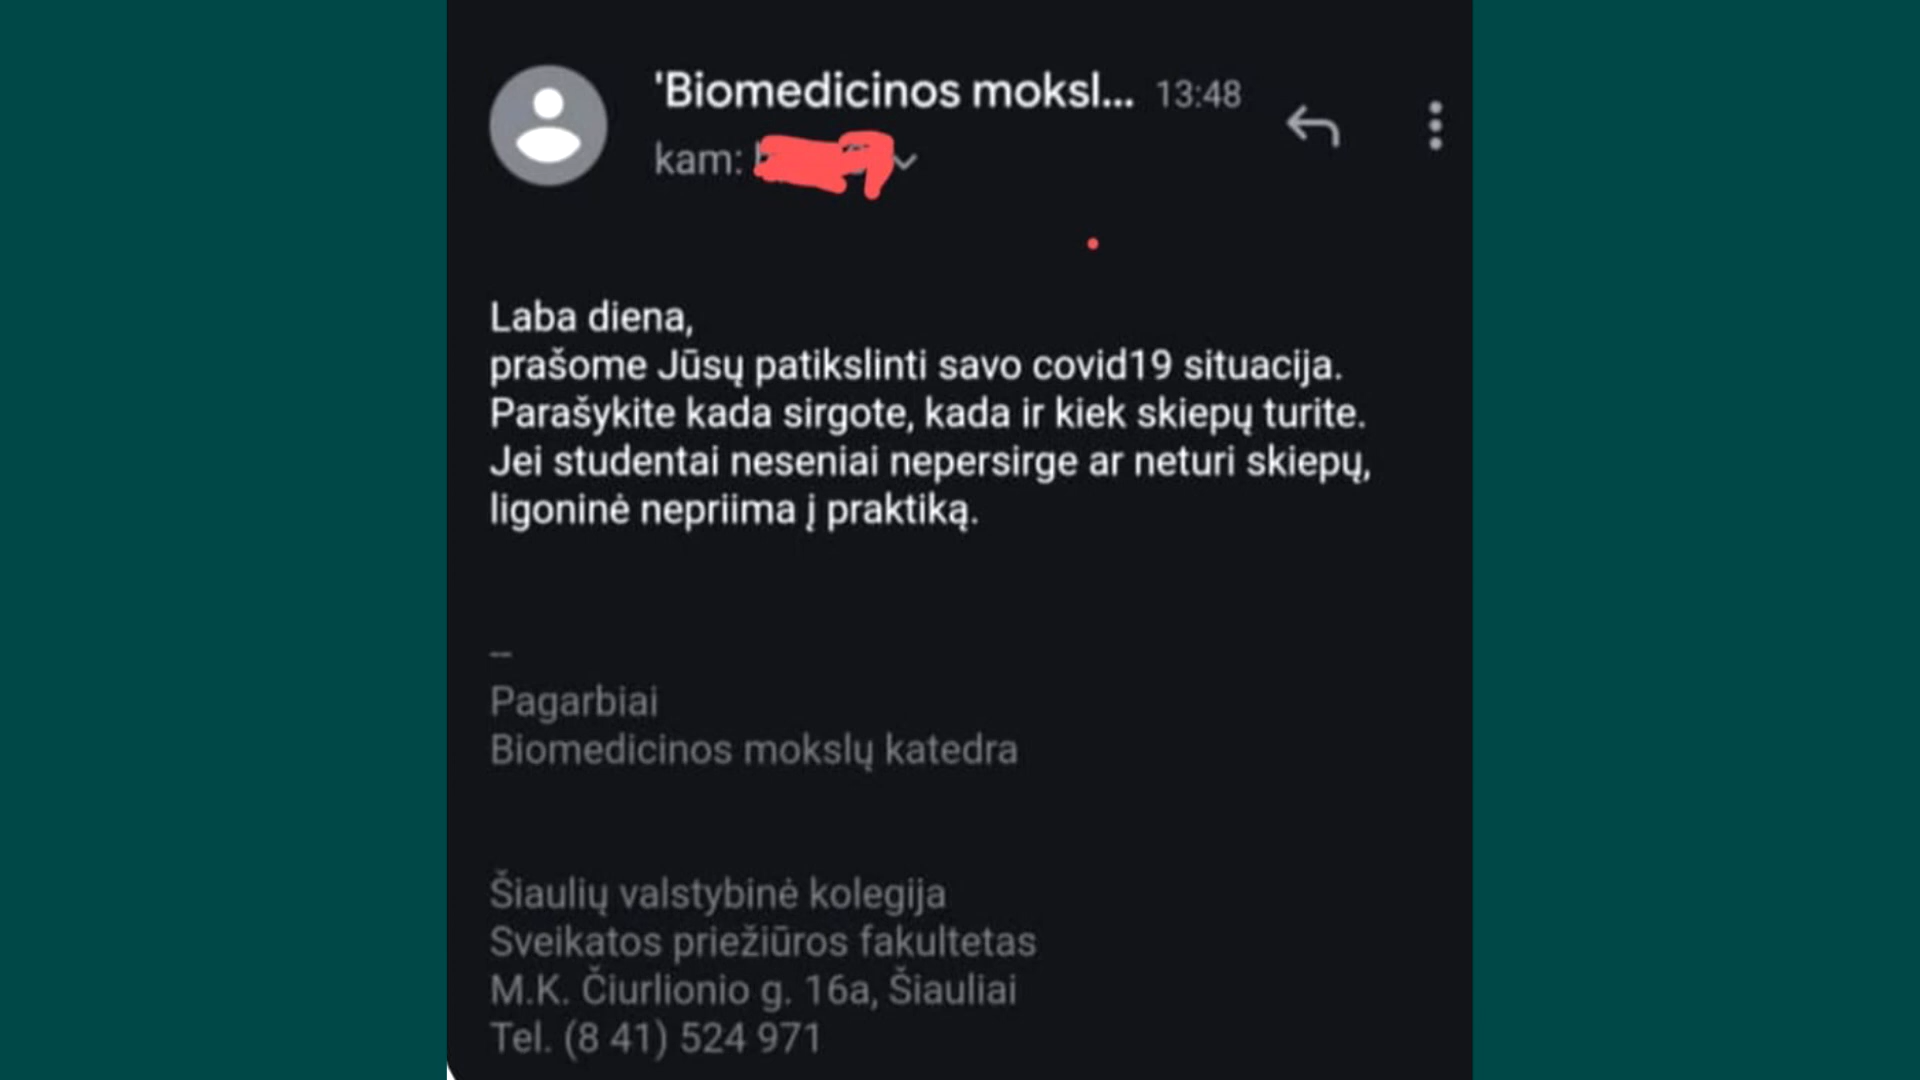 'Biomedicinos moksl... 13:48
kam:
Laba diena,
prašome Jūsų patikslinti savo covid19 situacija.
Parašykite kada sirgote, kada ir kiek skiepų turite.
Jei studentai neseniai nepersirge ar neturi skiepų,
ligoninė nepriima į praktiką.
--
Pagarbiai
Biomedicinos mokslų katedra
Šiaulių valstybinė kolegija
Sveikatos priežiūros fakultetas
M.K. Čiurlionio g. 16a, Šiauliai
Tel. (8 41) 524 971